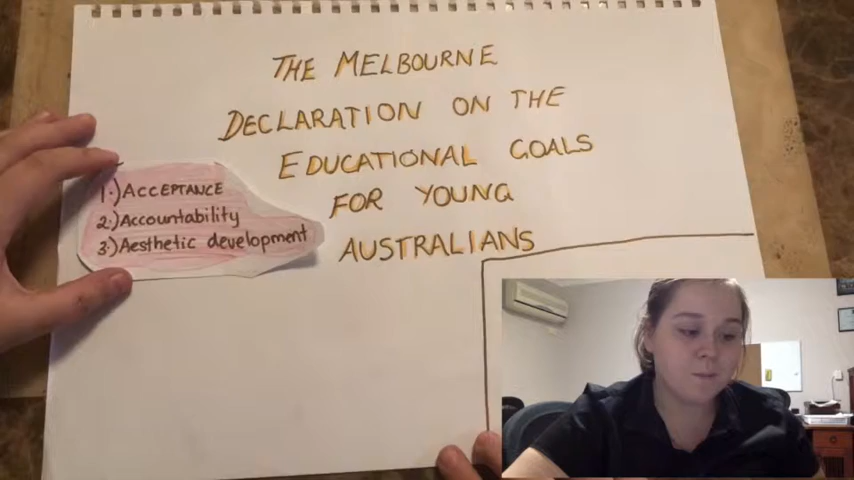 THE MELBOURNE
DECLARATION ON THE
EDUCATIONAL GOALS
FOR YOUNG
AUSTRALIANS
1.) ACCEPTANCE
2.) Accountability
3.) Aesthetic development